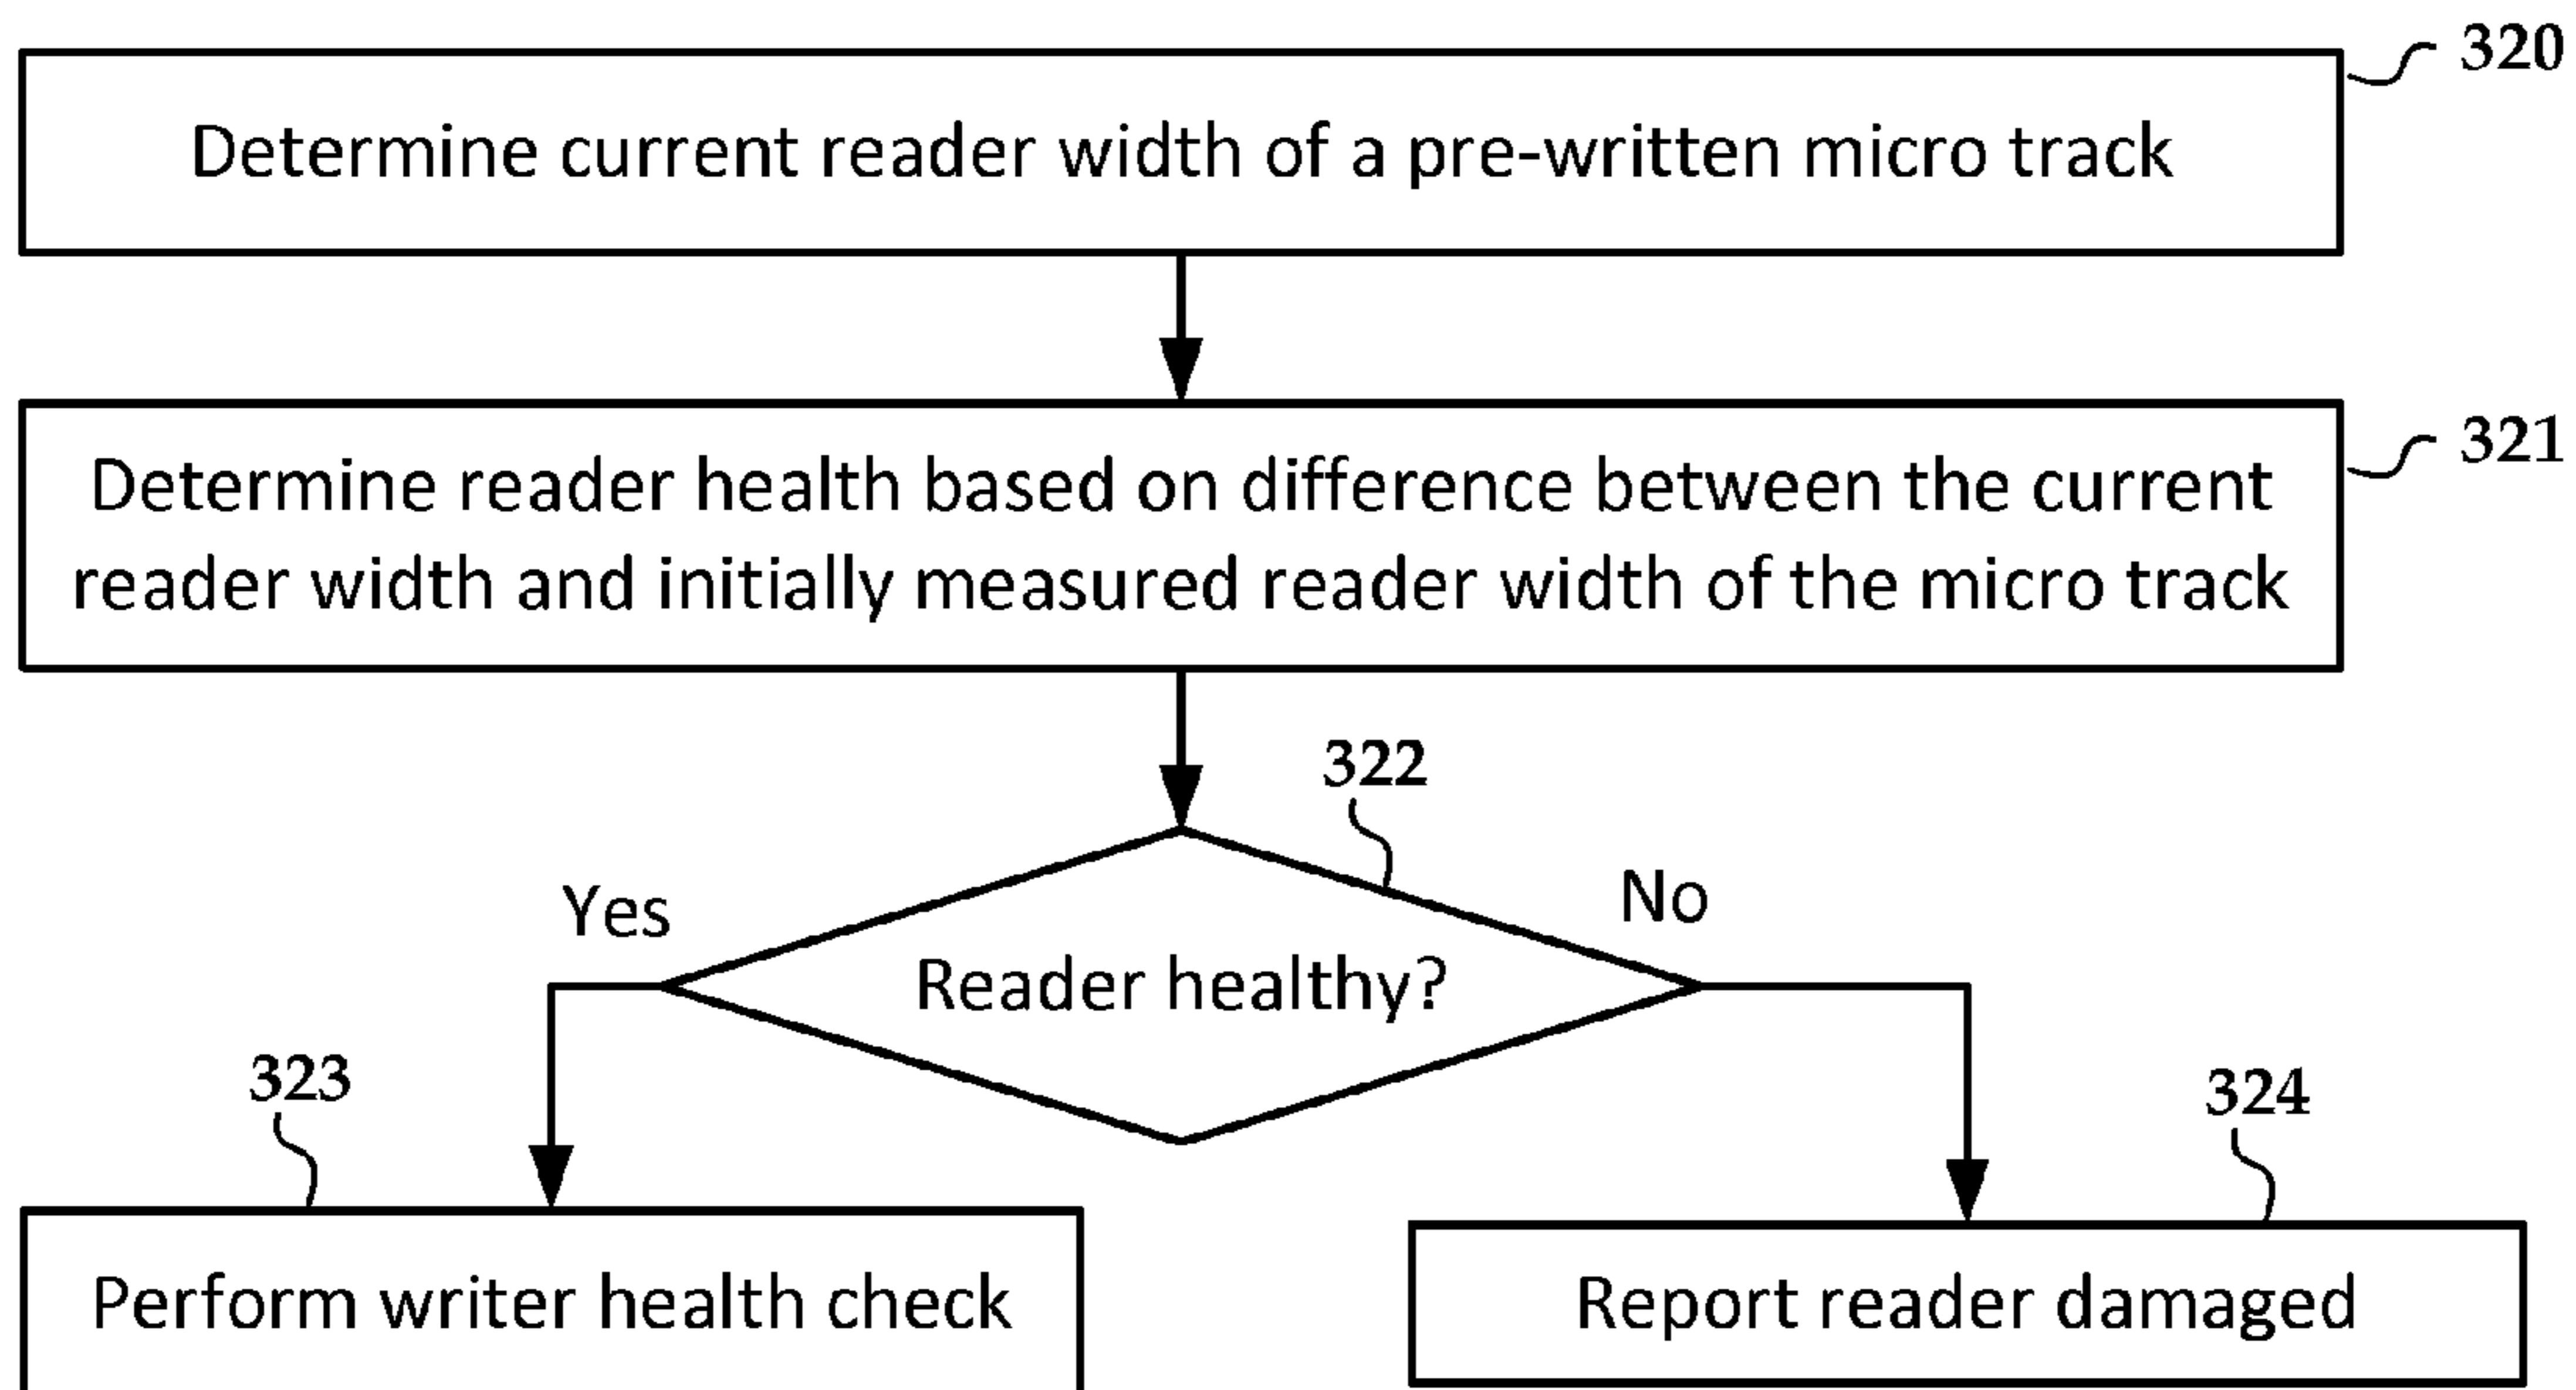 320
Determine current reader width of a pre-written micro track
321
Determine reader health based on difference between the current
reader width and initially measured reader width of the micro track
322
Yes
No
Reader healthy?
323
324
Perform writer health check
Report reader damaged